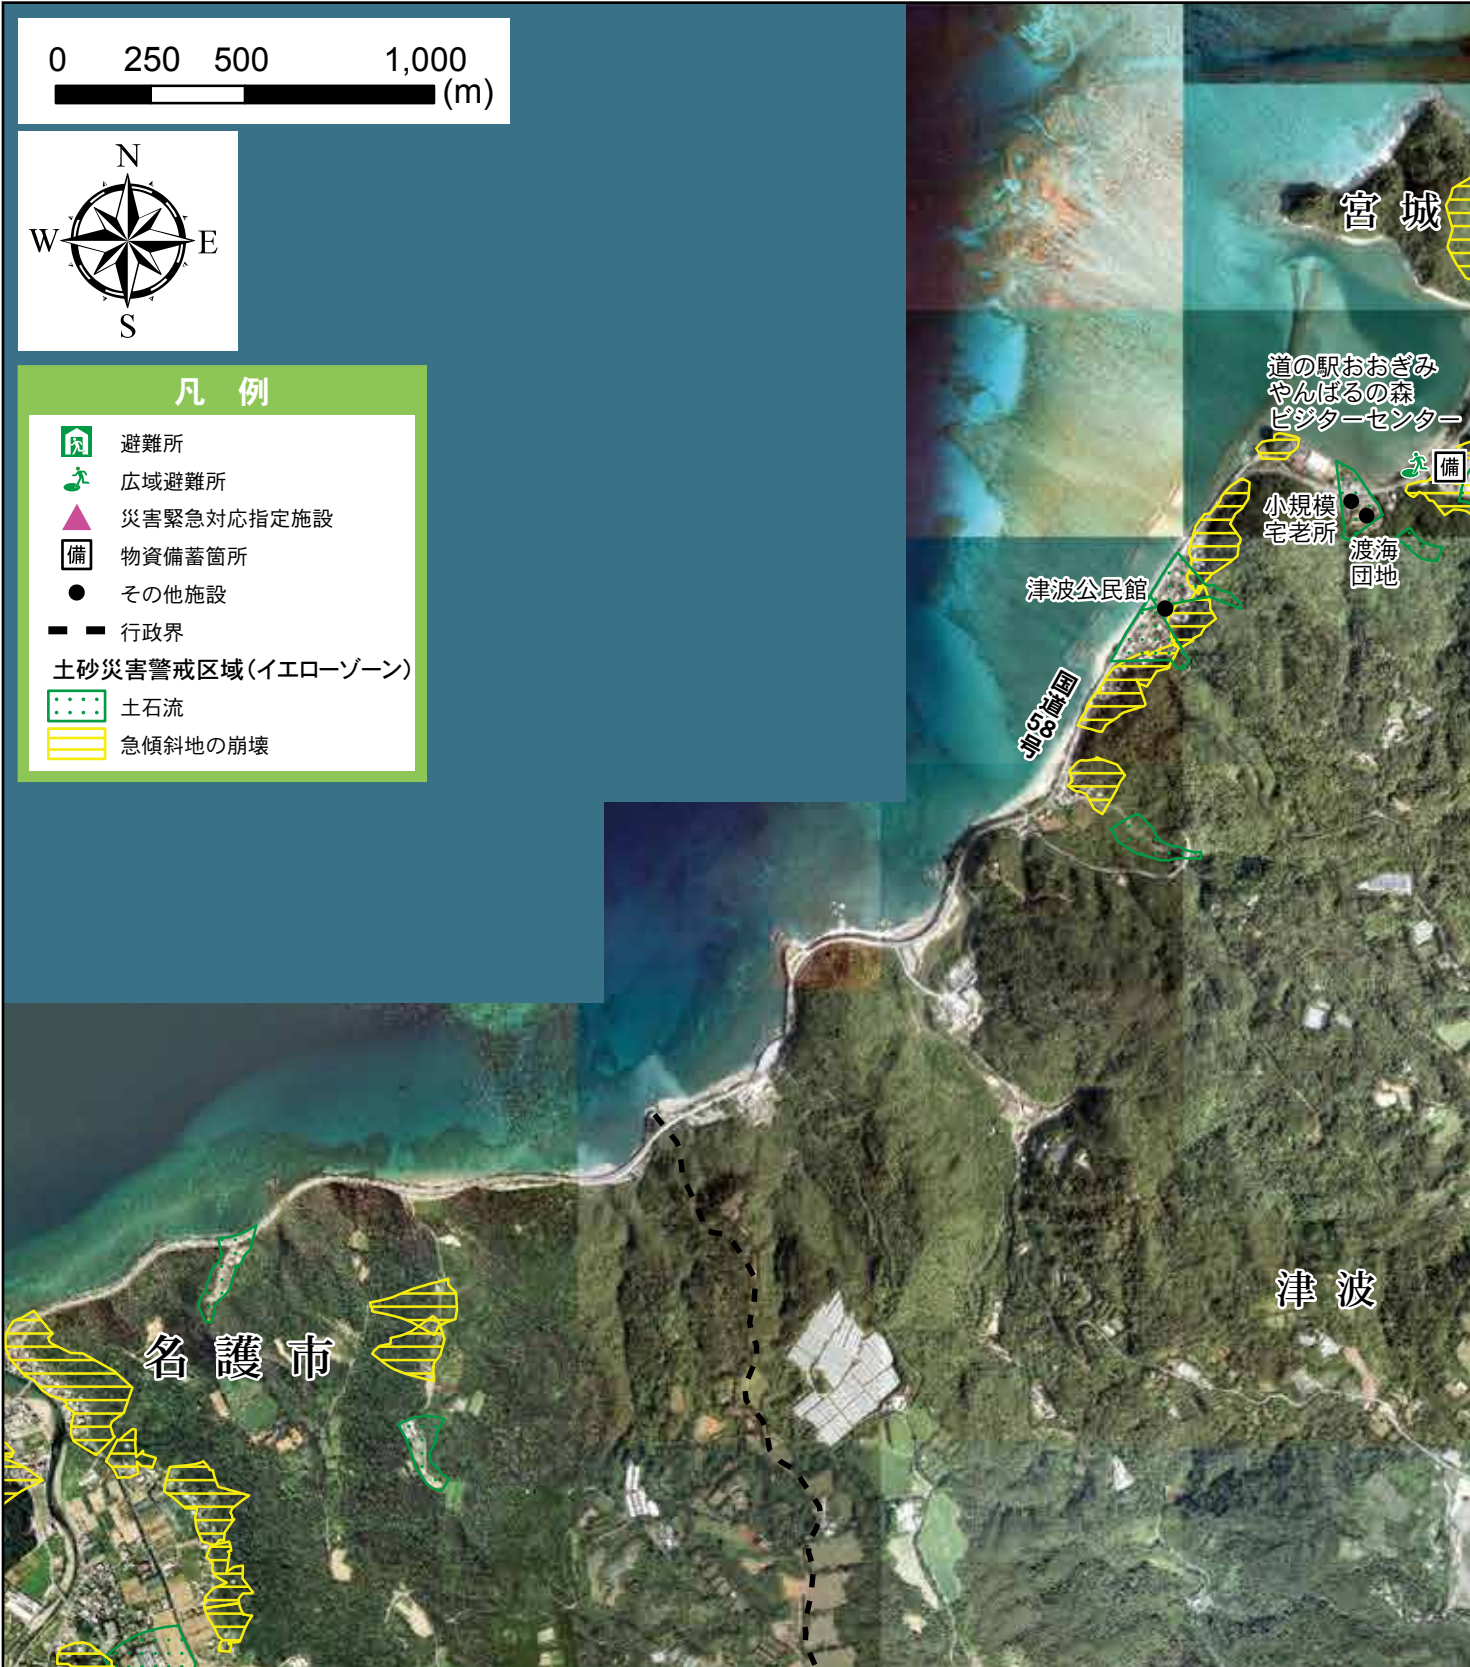 0 250 500 1,000
(m)
N
W E
S
凡 例
避難所
広域避難所
災害緊急対応指定施設
備 物資備蓄箇所
その他施設
行政界
土砂災害警戒区域(イエローゾーン)
土石流
急傾斜地の崩壊
宮 城
道の駅おおぎみ
やんばるの森
ビジターセンター
備
小規模
宅老所
渡海
団地
津波公民館
国道58号
津 波
名 護 市